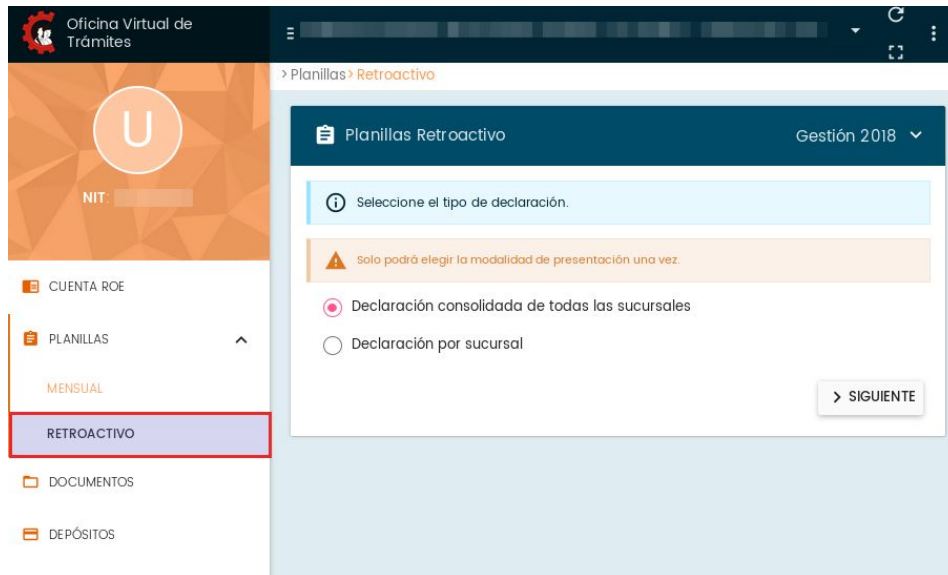 Oficina Virtual de
Trámites
> Planillas > Retroactivo
U
NIT:
CUENTA ROE
PLANILLAS
MENSUAL
RETROACTIVO
DOCUMENTOS
DEPÓSITOS
Planillas Retroactivo
Gestión 2018
Seleccione el tipo de declaración.
Solo podrá elegir la modalidad de presentación una vez.
Declaración consolidada de todas las sucursales
Declaración por sucursal
> SIGUIENTE